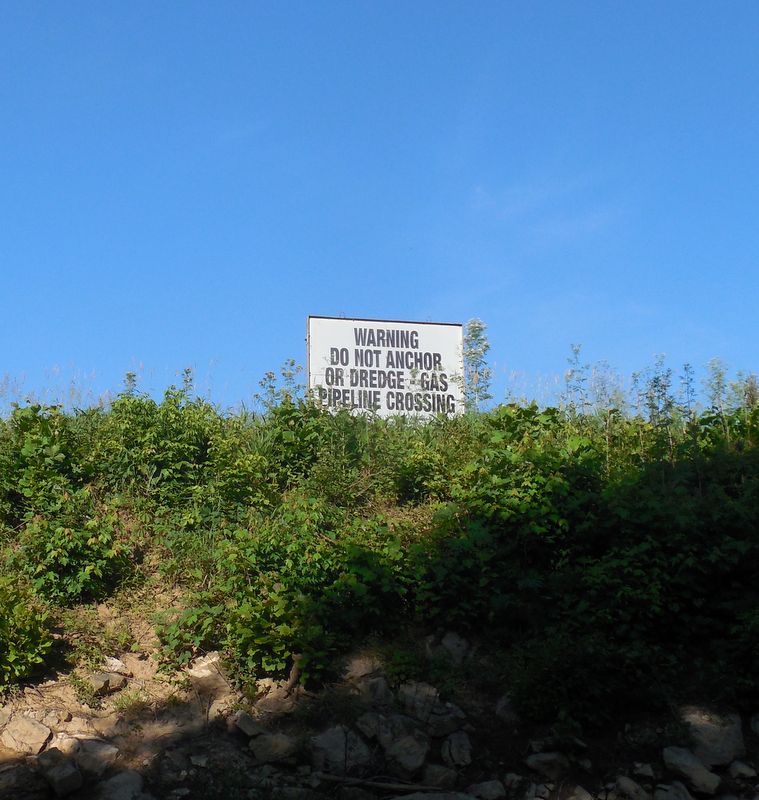 WARNING
DO NOT ANCHOR
OR DREDGE - GAS
PIPELINE CROSSING